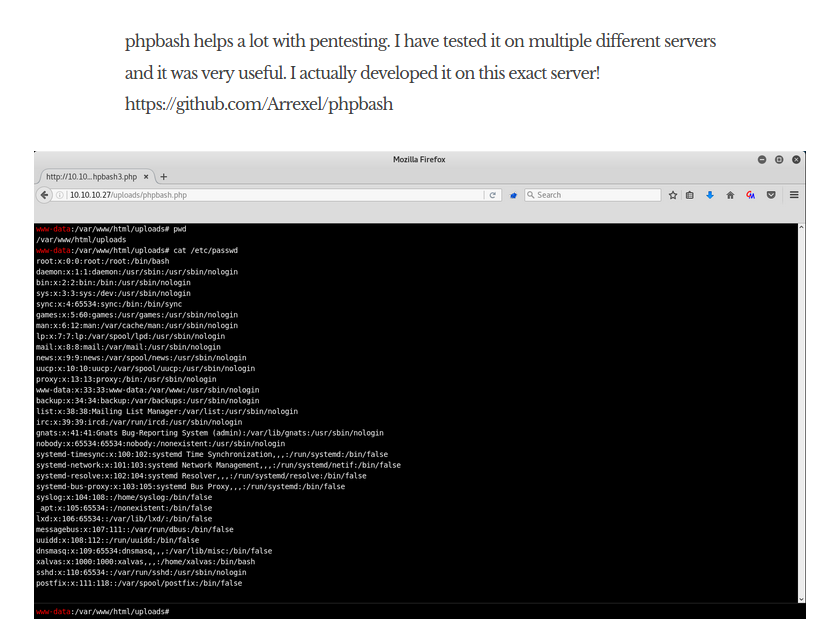 phpbash helps a lot with pentesting. I have tested it on multiple different servers
and it was very useful. I actually developed it on this exact server!
https://github.com/Arrexel/phpbash
Mozilla Firefox
http://10.10...hpbash3.php × +
10.10.10.27/uploads/phpbash.php
Search
www-data:/var/www/html/uploads# pwd
/var/www/html/uploads
www-data:/var/www/html/uploads# cat /etc/passwd
root:x:0:0:root:/root:/bin/bash
daemon:x:1:1:daemon:/usr/sbin:/usr/sbin/nologin
bin:x:2:2:bin:/bin:/usr/sbin/nologin
sys:x:3:3:sys:/dev:/usr/sbin/nologin
sync:x:4:65534:sync:/bin:/bin/sync
games:x:5:60:games:/usr/games:/usr/sbin/nologin
man:x:6:12:man:/var/cache/man:/usr/sbin/nologin
lp:x:7:7:lp:/var/spool/lpd:/usr/sbin/nologin
mail:x:8:8:mail:/var/mail:/usr/sbin/nologin
news:x:9:9:news:/var/spool/news:/usr/sbin/nologin
uucp:x:10:10:uucp:/var/spool/uucp:/usr/sbin/nologin
proxy:x:13:13:proxy:/bin:/usr/sbin/nologin
www-data:x:33:33:www-data:/var/www:/usr/sbin/nologin
backup:x:34:34:backup:/var/backups:/usr/sbin/nologin
list:x:38:38:Mailing List Manager:/var/list:/usr/sbin/nologin
irc:x:39:39:ircd:/var/run/ircd:/usr/sbin/nologin
gnats:x:41:41:Gnats Bug-Reporting System (admin):/var/lib/gnats:/usr/sbin/nologin
nobody:x:65534:65534:nobody:/nonexistent:/usr/sbin/nologin
systemd-timesync:x:100:102:systemd Time Synchronization,,,:/run/systemd:/bin/false
systemd-network:x:101:103:systemd Network Management,,,:/run/systemd/netif:/bin/false
systemd-resolve:x:102:104:systemd Resolver,,,:/run/systemd/resolve:/bin/false
systemd-bus-proxy:x:103:105:systemd Bus Proxy,,,:/run/systemd:/bin/false
syslog:x:104:108::/home/syslog:/bin/false
_apt:x:105:65534::/nonexistent:/bin/false
lxd:x:106:65534::/var/lib/lxd/:/bin/false
messagebus:x:107:111::/var/run/dbus:/bin/false
uuidd:x:108:112::/run/uuidd:/bin/false
dnsmasq:x:109:65534:dnsmasq,,,:/var/lib/misc:/bin/false
xalvas:x:1000:1000:xalvas,,,:/home/xalvas:/bin/bash
sshd:x:110:65534::/var/run/sshd:/usr/sbin/nologin
postfix:x:111:118::/var/spool/postfix:/bin/false
www-data:/var/www/html/uploads#